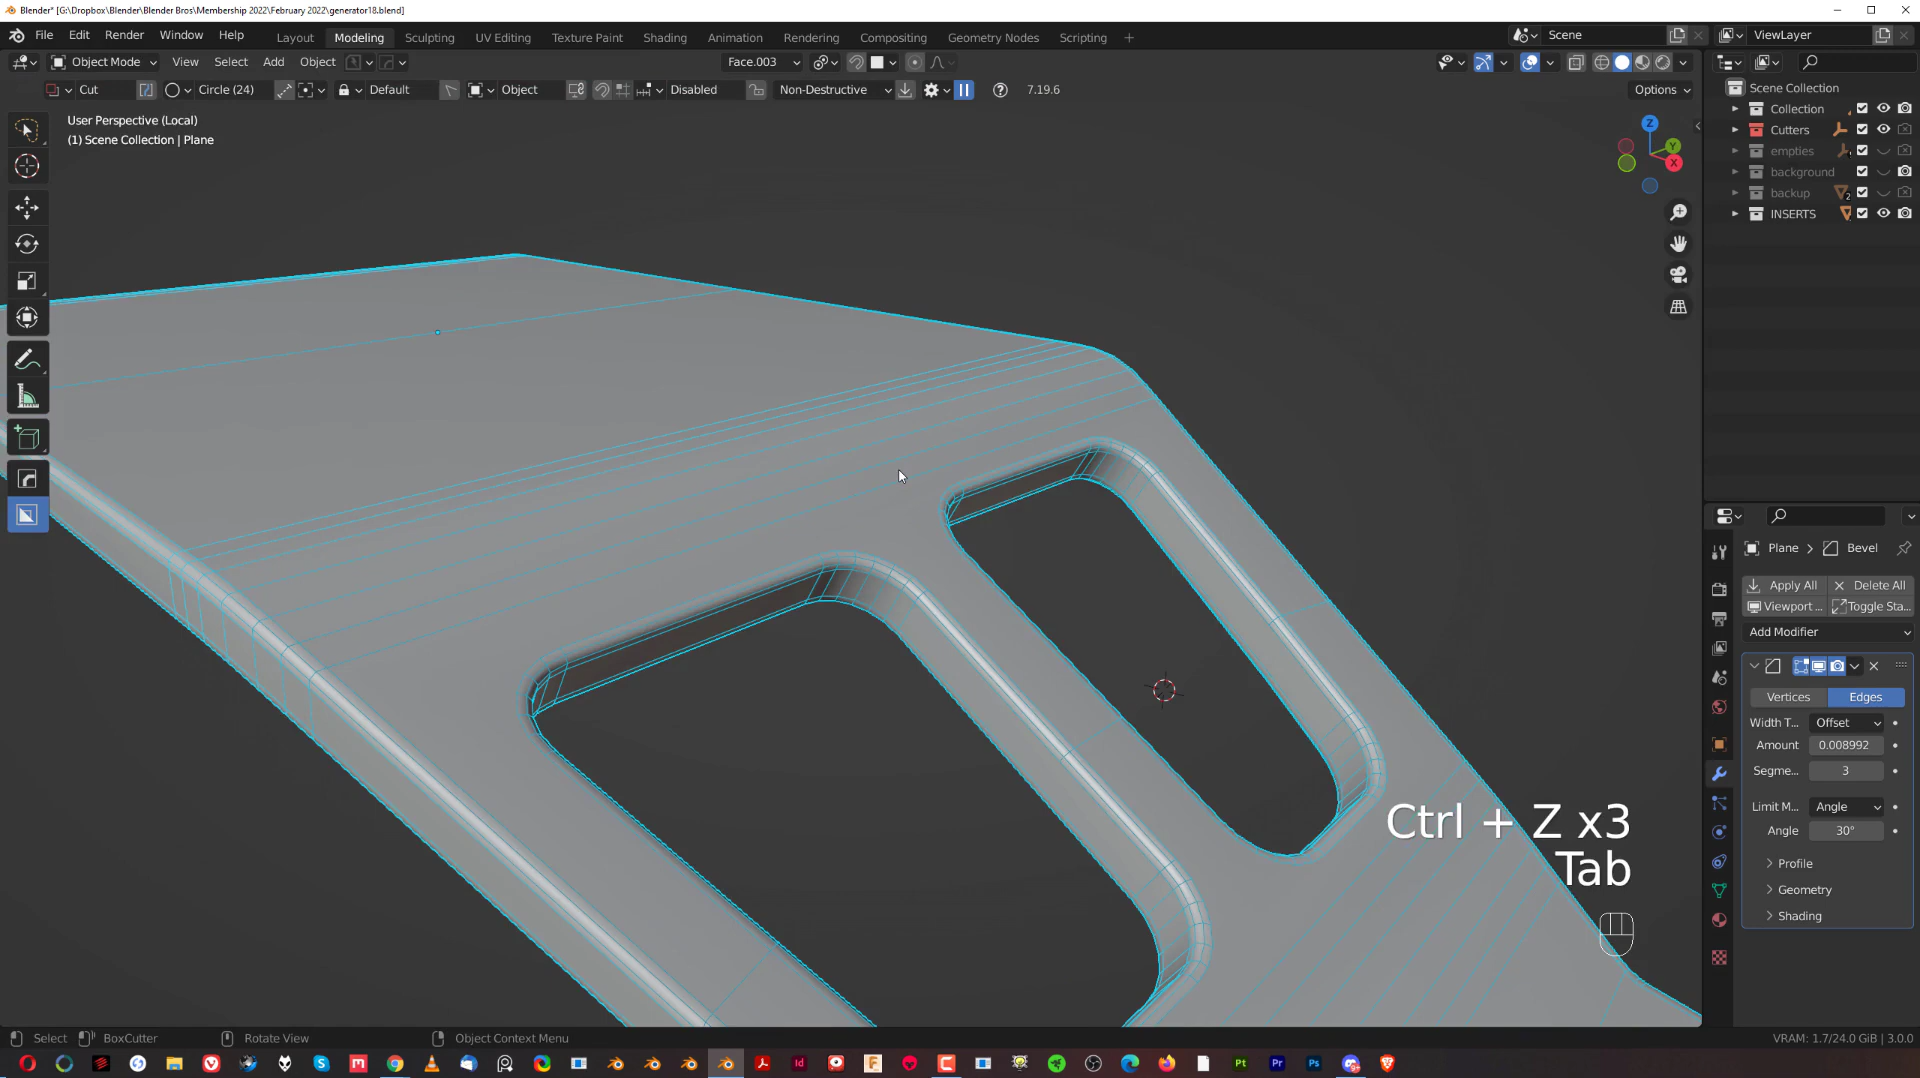 Blender* [G:\Dropbox\Blender\Blender Bros\Membership 2022\February 2022\generator18.blend]
File Edit Render Window Help Layout Modeling Sculpting UV Editing Texture Paint Shading Animation Rendering Compositing Geometry Nodes Scripting + Scene ViewLayer
Object Mode View Select Add Object Face.003
Cut Circle (24) Default Object Disabled Non-Destructive 7.19.6 Options
User Perspective (Local)
(1) Scene Collection | Plane
Z
Y
X
Scene Collection
Collection
Cutters
empties
background
backup
INSERTS
Plane > Bevel
Apply All Delete All
Viewport ... Toggle Sta...
Add Modifier
Vertices Edges
Width T... Offset
Amount 0.008992
Segme... 3
Limit M... Angle
Angle 30°
Profile
Geometry
Shading
Ctrl + Z x3
Tab
Select BoxCutter Rotate View Object Context Menu VRAM: 1.7/24.0 GiB | 3.0.0